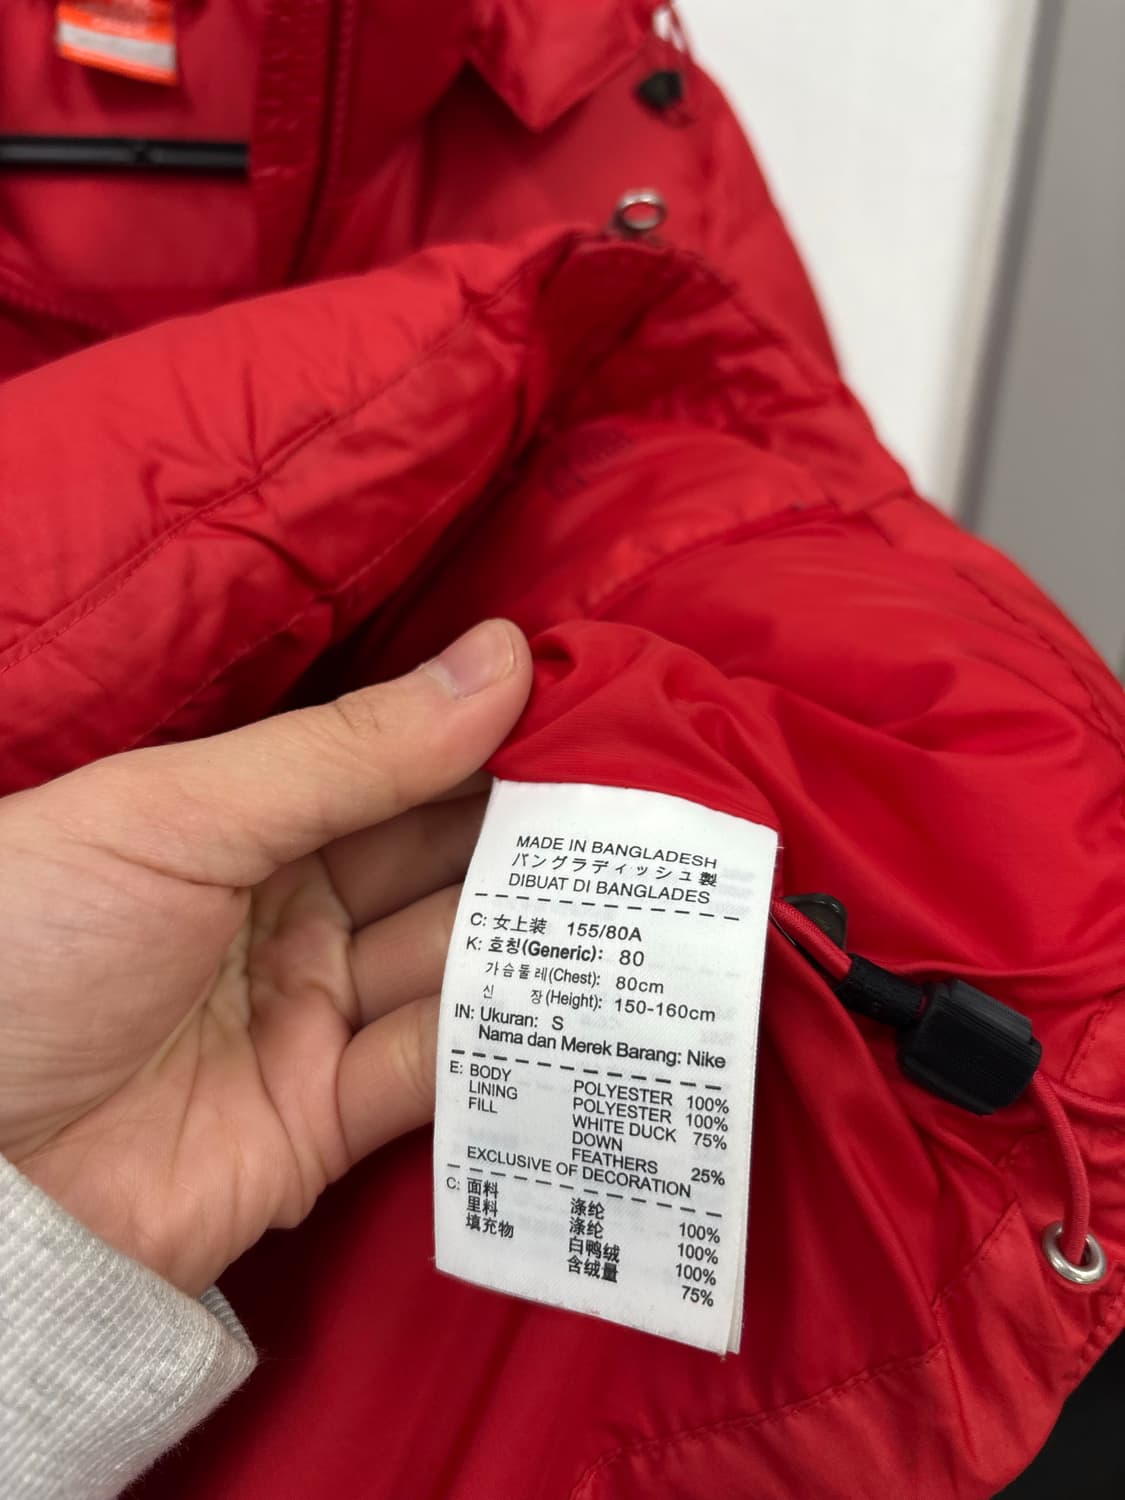 MADE IN BANGLADESH
バングラディッシュ製
DIBUAT DI BANGLADES
C: 女上装 155/80A
K: 호칭(Generic): 80
가슴둘레(Chest): 80cm
신 장(Height): 150-160cm
IN: Ukuran: S
Nama dan Merek Barang: Nike
E: BODY POLYESTER 100%
LINING POLYESTER 100%
FILL WHITE DUCK 75%
DOWN
FEATHERS 25%
EXCLUSIVE OF DECORATION
C: 面料 涤纶 100%
里料 涤纶 100%
填充物 白鸭绒 100%
含绒量 75%